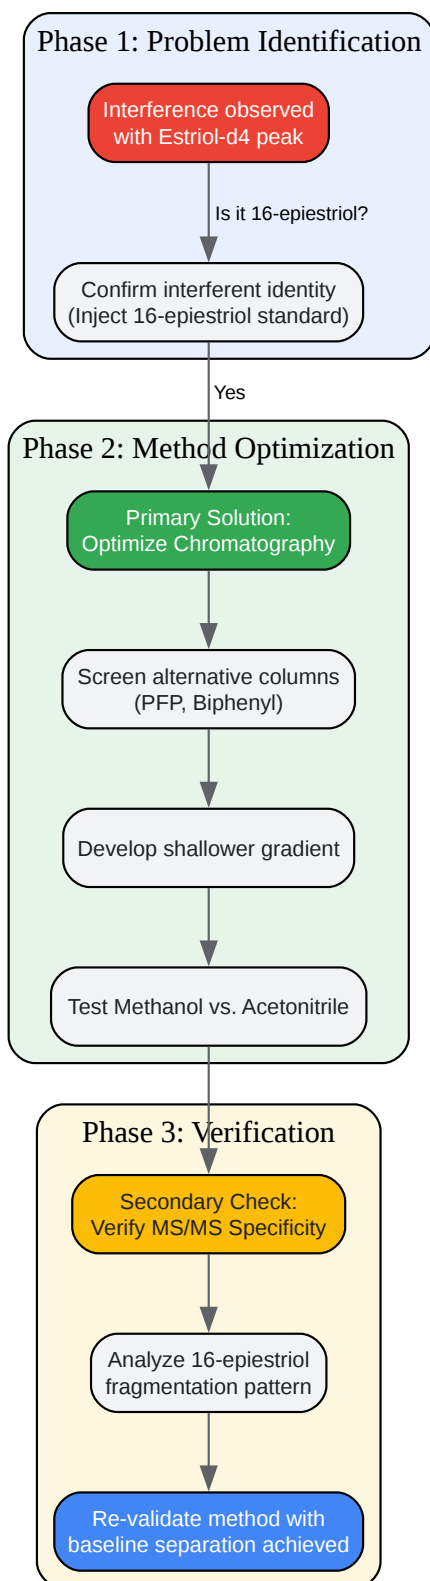 Phase 1: Problem Identification
Interference observed
with Estriol-d4 peak
Is it 16-epiestriol?
Confirm interferent identity
(Inject 16-epiestriol standard)
Yes
Phase 2: Method Optimization
Primary Solution:
Optimize Chromatography
Screen alternative columns
(PFP, Biphenyl)
Develop shallower gradient
Test Methanol vs. Acetonitrile
Phase 3: Verification
Secondary Check:
Verify MS/MS Specificity
Analyze 16-epiestriol
fragmentation pattern
Re-validate method with
baseline separation achieved